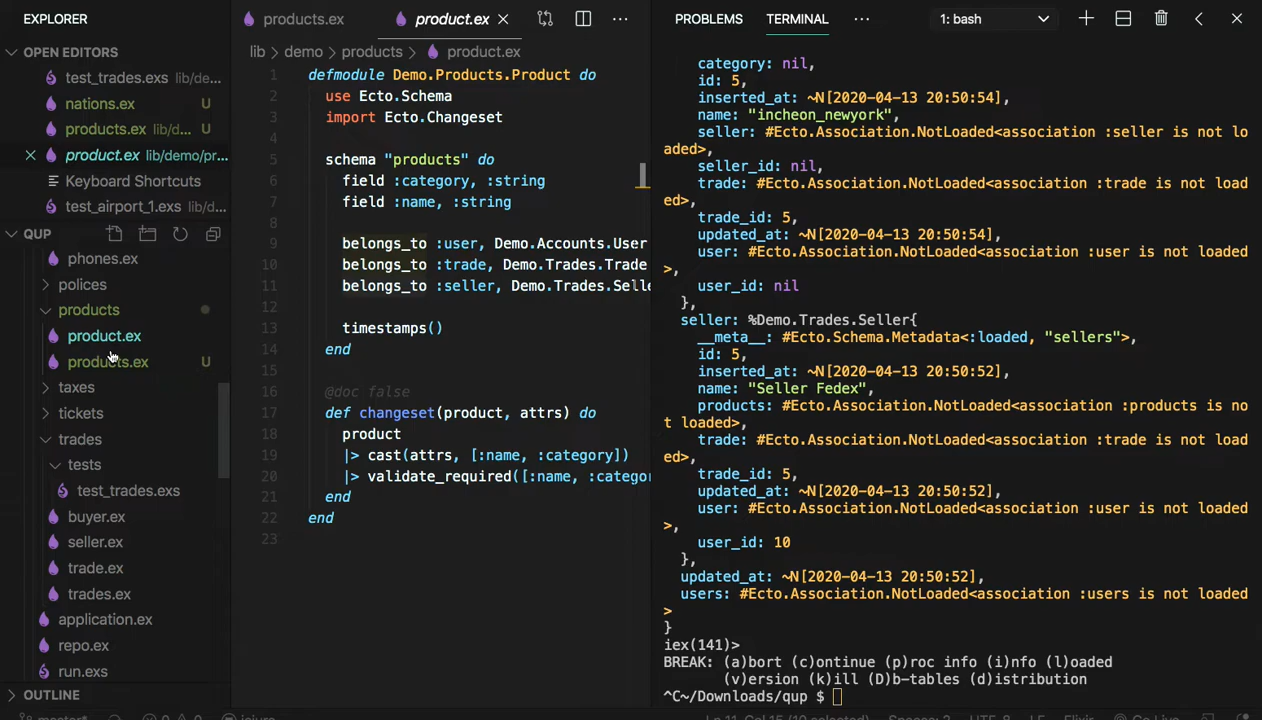 EXPLORER
OPEN EDITORS
test_trades.exs lib/de...
nations.ex U
products.ex lib/d... U
product.ex lib/demo/pr...
Keyboard Shortcuts
test_airport_1.exs lib/d...
QUP
phones.ex
polices
products
product.ex
products.ex U
taxes
tickets
trades
tests
test_trades.exs
buyer.ex
seller.ex
trade.ex
trades.ex
application.ex
repo.ex
run.exs
OUTLINE
products.ex
product.ex
lib > demo > products > product.ex
1 defmodule Demo.Products.Product do
2 use Ecto.Schema
3 import Ecto.Changeset
4
5 schema "products" do
6 field :category, :string
7 field :name, :string
8
9 belongs_to :user, Demo.Accounts.User
10 belongs_to :trade, Demo.Trades.Trade
11 belongs_to :seller, Demo.Trades.Selle
12
13 timestamps()
14 end
15
16 @doc false
17 def changeset(product, attrs) do
18 product
19 |> cast(attrs, [:name, :category])
20 |> validate_required([:name, :categor
21 end
22 end
23
PROBLEMS TERMINAL ... 1: bash
category: nil,
id: 5,
inserted_at: ~N[2020-04-13 20:50:54],
name: "incheon_newyork",
seller: #Ecto.Association.NotLoaded<association :seller is not lo
aded>,
seller_id: nil,
trade: #Ecto.Association.NotLoaded<association :trade is not load
ed>,
trade_id: 5,
updated_at: ~N[2020-04-13 20:50:54],
user: #Ecto.Association.NotLoaded<association :user is not loaded
>,
user_id: nil
},
seller: %Demo.Trades.Seller{
__meta__: #Ecto.Schema.Metadata<:loaded, "sellers">,
id: 5,
inserted_at: ~N[2020-04-13 20:50:52],
name: "Seller Fedex",
products: #Ecto.Association.NotLoaded<association :products is no
t loaded>,
trade: #Ecto.Association.NotLoaded<association :trade is not load
ed>,
trade_id: 5,
updated_at: ~N[2020-04-13 20:50:52],
user: #Ecto.Association.NotLoaded<association :user is not loaded
>,
user_id: 10
},
updated_at: ~N[2020-04-13 20:50:52],
users: #Ecto.Association.NotLoaded<association :users is not loaded
>
}
iex(141)>
BREAK: (a)bort (c)ontinue (p)roc info (i)nfo (l)oaded
(v)ersion (k)ill (D)b-tables (d)istribution
^C~/Downloads/qup $